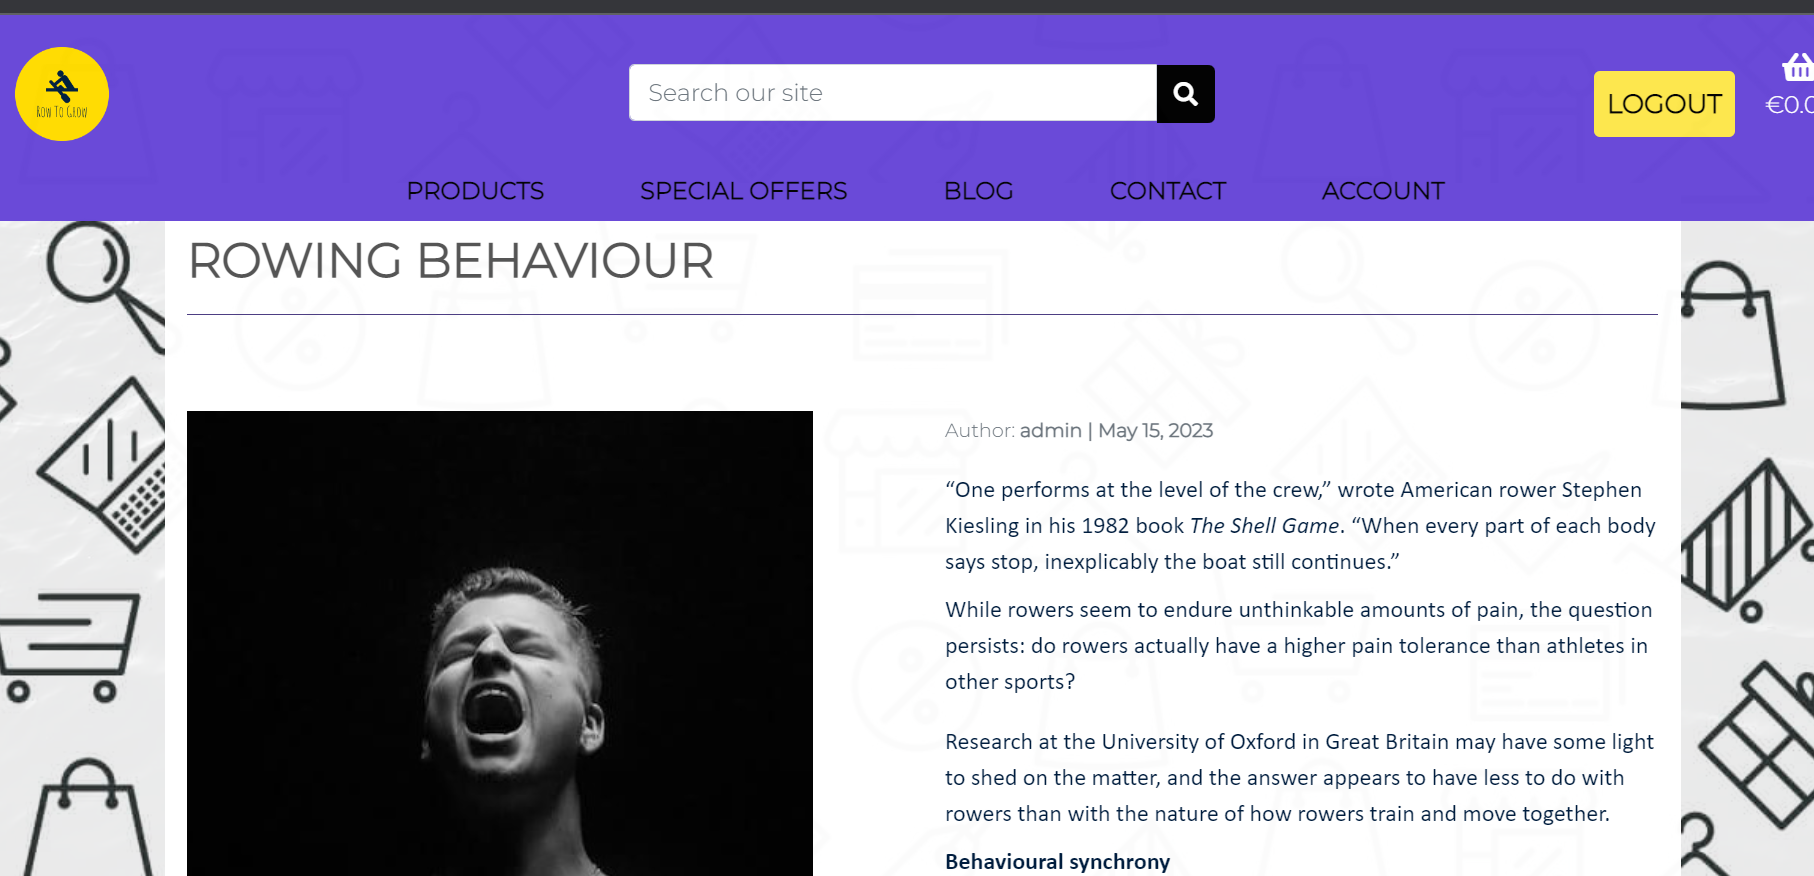 Row To Grow
Search our site
LOGOUT
€0.0
PRODUCTS SPECIAL OFFERS BLOG CONTACT ACCOUNT
ROWING BEHAVIOUR
Author: admin | May 15, 2023
“One performs at the level of the crew,” wrote American rower Stephen
Kiesling in his 1982 book The Shell Game. “When every part of each body
says stop, inexplicably the boat still continues.”
While rowers seem to endure unthinkable amounts of pain, the question
persists: do rowers actually have a higher pain tolerance than athletes in
other sports?
Research at the University of Oxford in Great Britain may have some light
to shed on the matter, and the answer appears to have less to do with
rowers than with the nature of how rowers train and move together.
Behavioural synchrony